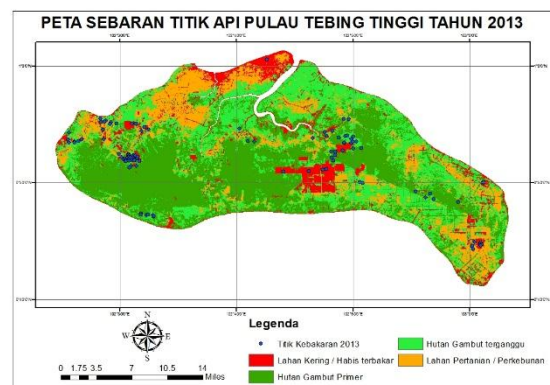 PETA SEBARAN TITIK API PULAU TEBING TINGGI TAHUN 2013
N
W
E
S
Legenda
Titik Kebakaran 2013
Hutan Gambut terganggu
Lahan Kering / Habis terbakar
Lahan Pertanian / Perkebunan
Hutan Gambut Primer
0 1.75 3.5 7 10.5 14
Miles